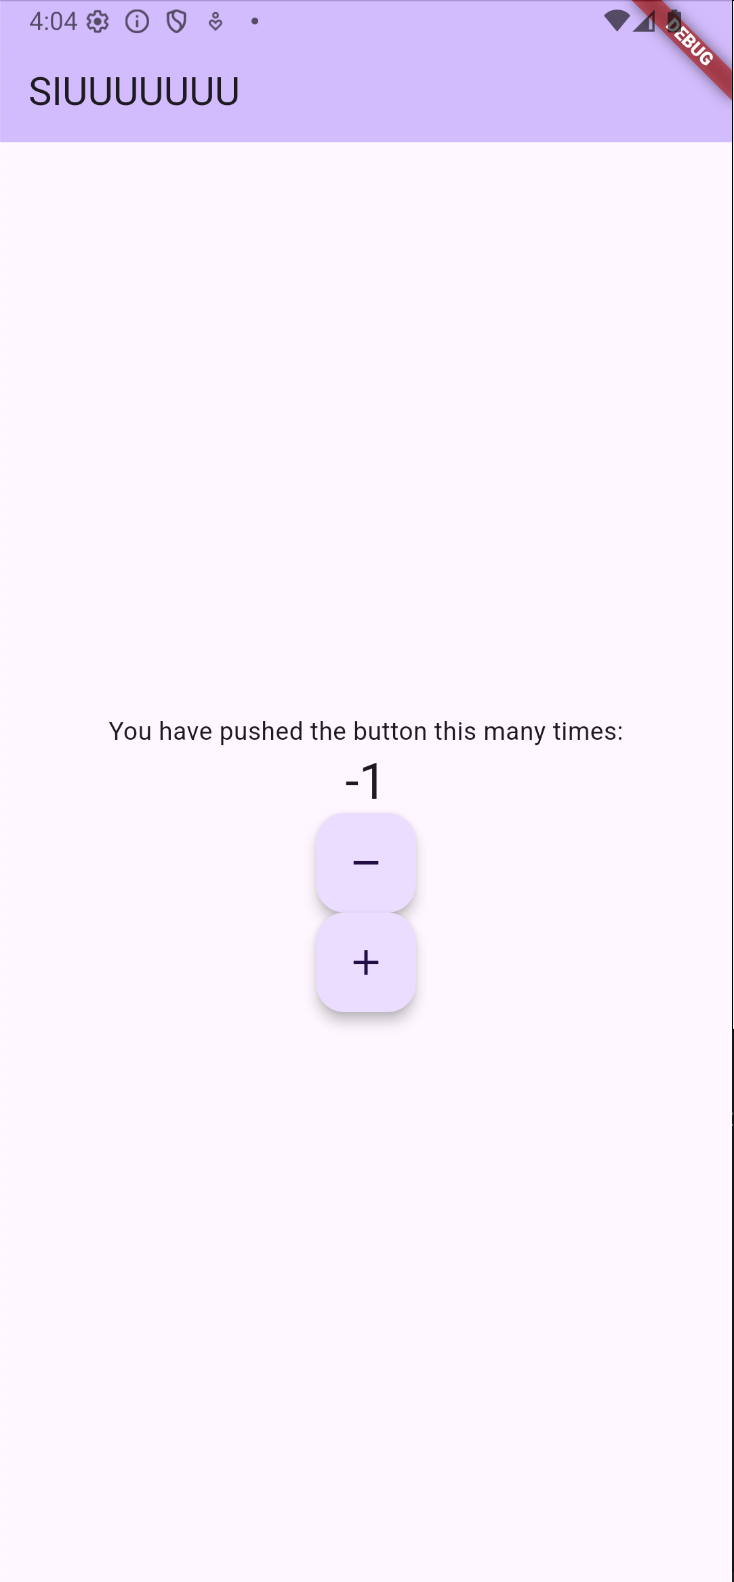 4:04
DEBUG
SIUUUUUUU
You have pushed the button this many times:
-1
−
+